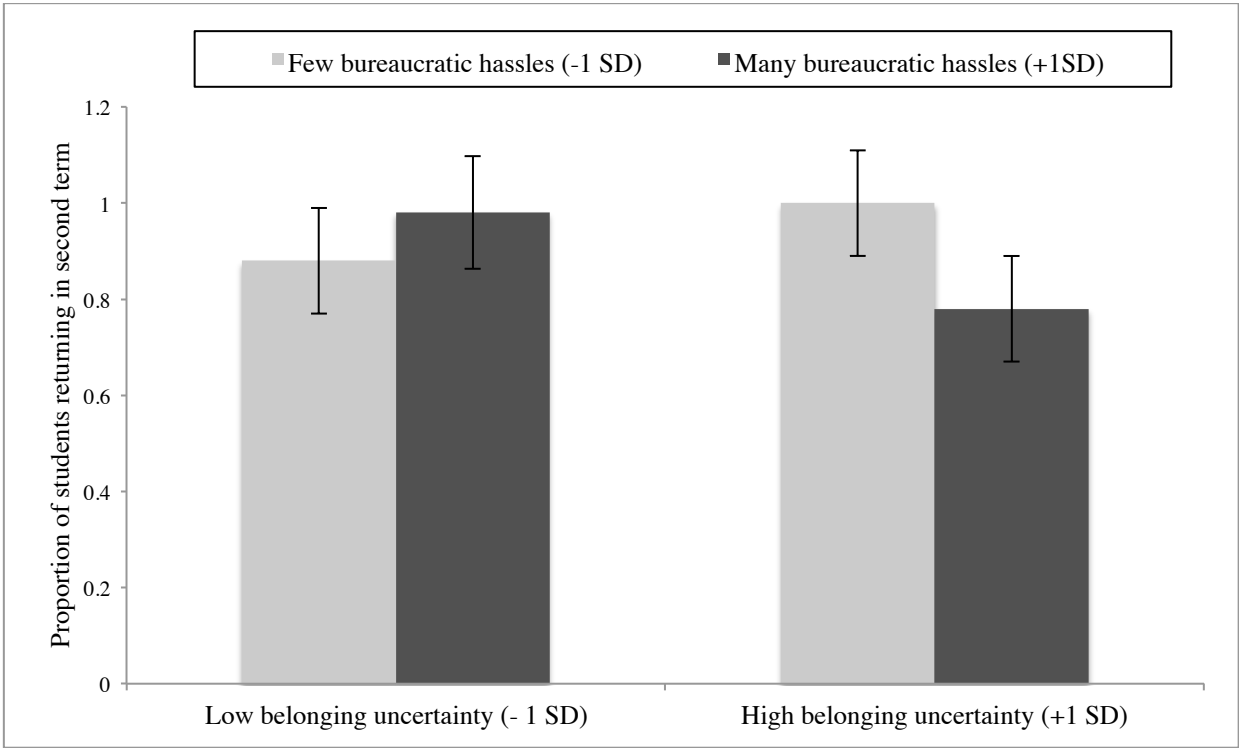 Few bureaucratic hassles (-1 SD)
Many bureaucratic hassles (+1SD)
Proportion of students returning in second term
1.2
1
0.8
0.6
0.4
0.2
0
Low belonging uncertainty (- 1 SD)
High belonging uncertainty (+1 SD)